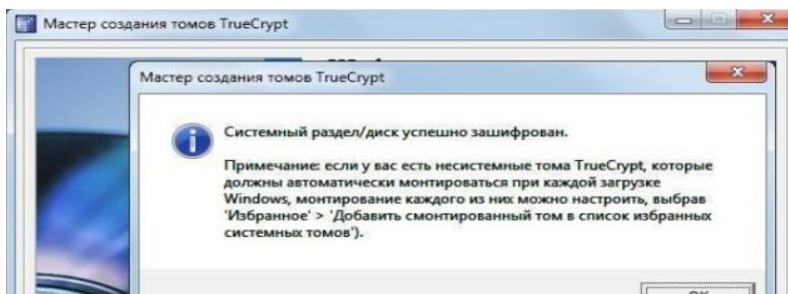 Мастер создания томов TrueCrypt
Мастер создания томов TrueCrypt
Системный раздел/диск успешно зашифрован.
Примечание: если у вас есть несистемные тома TrueCrypt, которые
должны автоматически монтироваться при каждой загрузке
Windows, монтирование каждого из них можно настроить, выбрав
'Избранное' > 'Добавить смонтированный том в список избранных
системных томов').